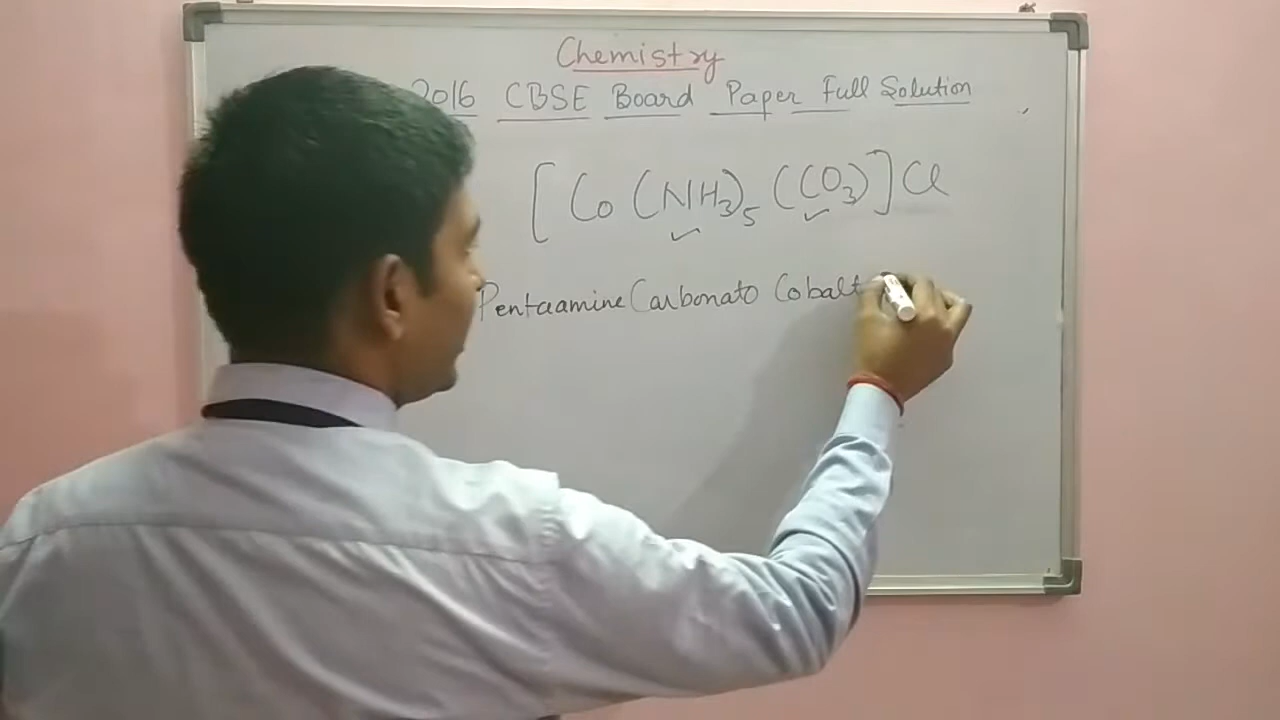 Chemistry
2016 CBSE Board Paper Full Solution
[Co(NH3)5(CO3)]Cl
Pentaamine Carbonato Cobalt